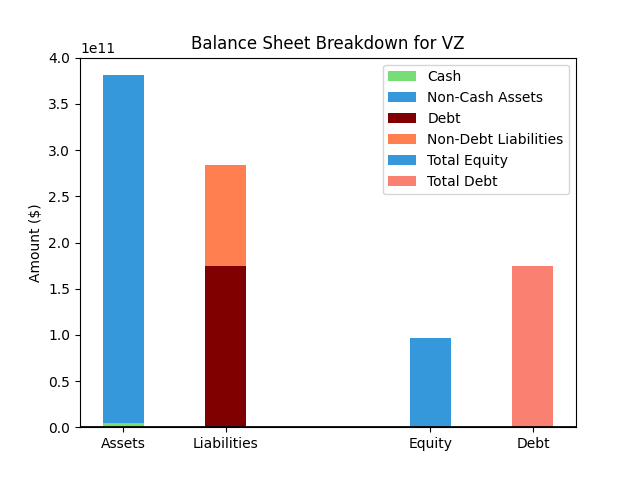 Balance Sheet Breakdown for VZ
1e11
4.0
3.5
3.0
2.5
2.0
1.5
1.0
0.5
0.0
Amount ($)
Cash
Non-Cash Assets
Debt
Non-Debt Liabilities
Total Equity
Total Debt
Assets
Liabilities
Equity
Debt